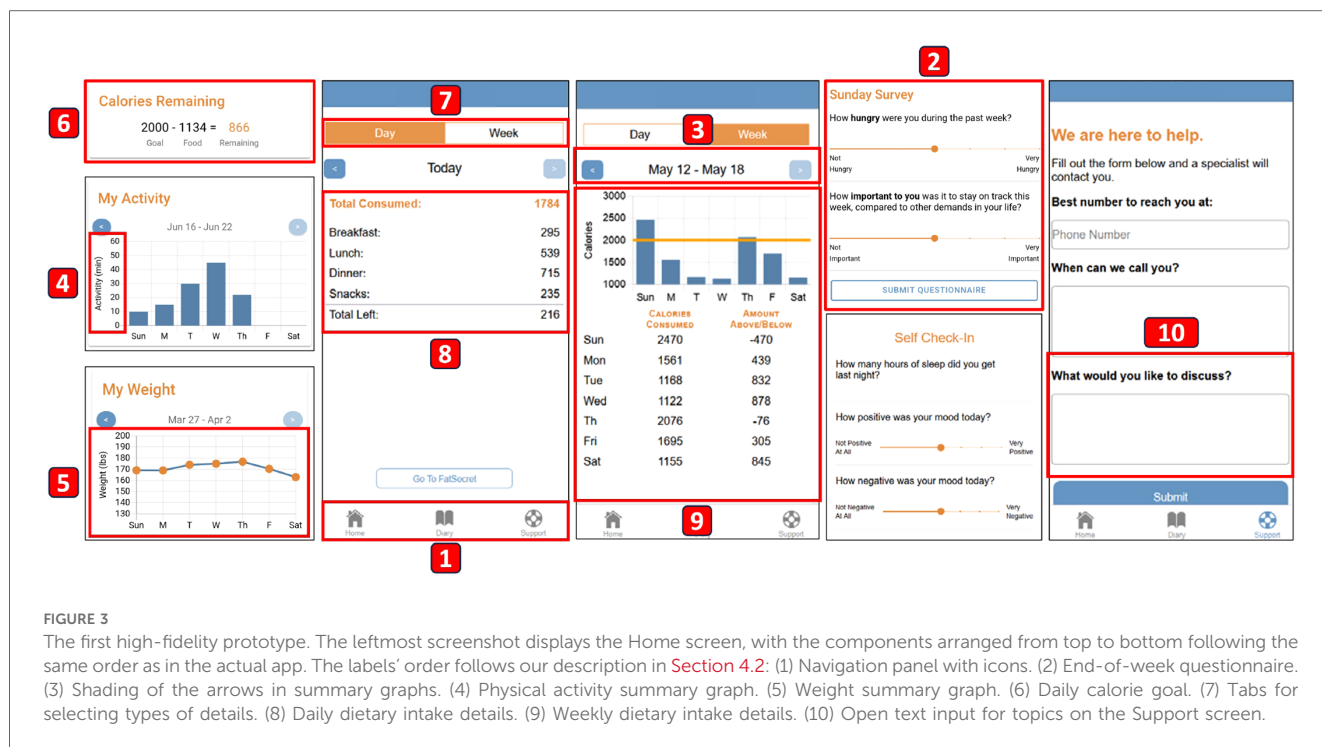 6
Calories Remaining
2000 - 1134 = 866
Goal Food Remaining
My Activity
< Jun 16 - Jun 22 >
4
Activitity (min)
60
50
40
30
20
10
0
Sun M T W Th F Sat
My Weight
< Mar 27 - Apr 2 >
5
Weight (lbs)
200
190
180
170
160
150
140
130
Sun M T W Th F Sat
7
Day Week
< Today >
Total Consumed: 1784
Breakfast: 295
Lunch: 539
Dinner: 715
Snacks: 235
Total Left: 216
8
Go To FatSecret
Home Diary Support
1
Day 3 Week
< May 12 - May 18 >
Calories
3000
2500
2000
1500
1000
Sun M T W Th F Sat
CALORIES CONSUMED AMOUNT ABOVE/BELOW
Sun 2470 -470
Mon 1561 439
Tue 1168 832
Wed 1122 878
Th 2076 -76
Fri 1695 305
Sat 1155 845
Home 9 Support
2
Sunday Survey
How hungry were you during the past week?
Not Hungry Very Hungry
How important to you was it to stay on track this
week, compared to other demands in your life?
Not Important Very Important
SUBMIT QUESTIONNAIRE
Self Check-In
How many hours of sleep did you get
last night?
How positive was your mood today?
Not Positive At All Very Positive
How negative was your mood today?
Not Negative At All Very Negative
We are here to help.
Fill out the form below and a specialist will
contact you.
Best number to reach you at:
Phone Number
When can we call you?
10
What would you like to discuss?
Submit
Home Diary Support
FIGURE 3
The first high-fidelity prototype. The leftmost screenshot displays the Home screen, with the components arranged from top to bottom following the
same order as in the actual app. The labels' order follows our description in Section 4.2: (1) Navigation panel with icons. (2) End-of-week questionnaire.
(3) Shading of the arrows in summary graphs. (4) Physical activity summary graph. (5) Weight summary graph. (6) Daily calorie goal. (7) Tabs for
selecting types of details. (8) Daily dietary intake details. (9) Weekly dietary intake details. (10) Open text input for topics on the Support screen.